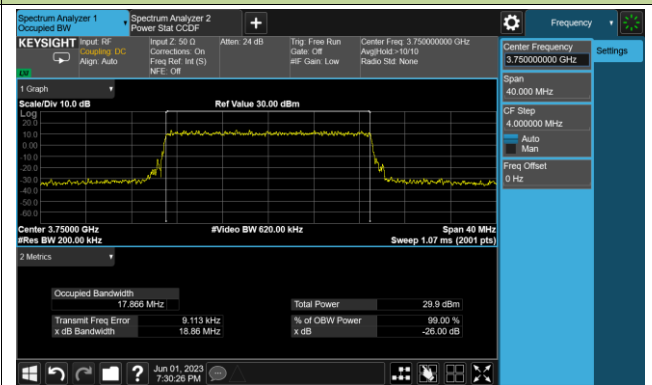 Spectrum Analyzer 1
Occupied BW
Spectrum Analyzer 2
Power Stat CCDF
+
Frequency
KEYSIGHT
Input: RF
Coupling: DC
Align: Auto
Input Z: 50 Ω
Corrections: On
Freq Ref: Int (S)
NFE: Off
Atten: 24 dB
Trig: Free Run
Gate: Off
#IF Gain: Low
Center Freq: 3.750000000 GHz
Avg|Hold:>10/10
Radio Std: None
LXI
1 Graph
Scale/Div 10.0 dB
Ref Value 30.00 dBm
Log
20.0
10.0
0.00
-10.0
-20.0
-30.0
-40.0
-50.0
-60.0
Center 3.75000 GHz
#Video BW 620.00 kHz
Span 40 MHz
#Res BW 200.00 kHz
Sweep 1.07 ms (2001 pts)
2 Metrics
Occupied Bandwidth
17.866 MHz
Total Power
29.9 dBm
Transmit Freq Error
9.113 kHz
% of OBW Power
99.00 %
x dB Bandwidth
18.86 MHz
x dB
-26.00 dB
Center Frequency
3.750000000 GHz
Settings
Span
40.000 MHz
CF Step
4.000000 MHz
Auto
Man
Freq Offset
0 Hz
?
Jun 01, 2023
7:30:26 PM